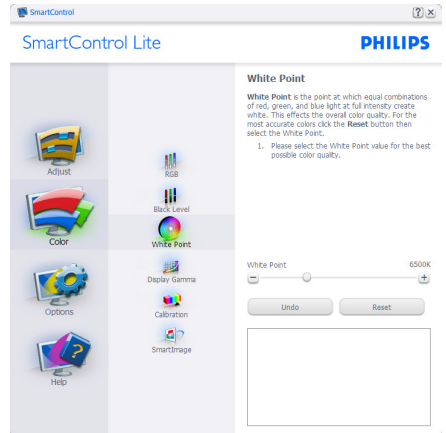 SmartControl
SmartControl Lite
PHILIPS
Adjust
Color
Options
Help
RGB
Black Level
White Point
Display Gamma
Calibration
SmartImage
White Point
White Point is the point at which equal combinations
of red, green, and blue light at full intensity create
white. This effects the overall color quality. For the
most accurate colors click the Reset button then
select the White Point.
1. Please select the White Point value for the best
possible color quality.
White Point 6500K
Undo Reset